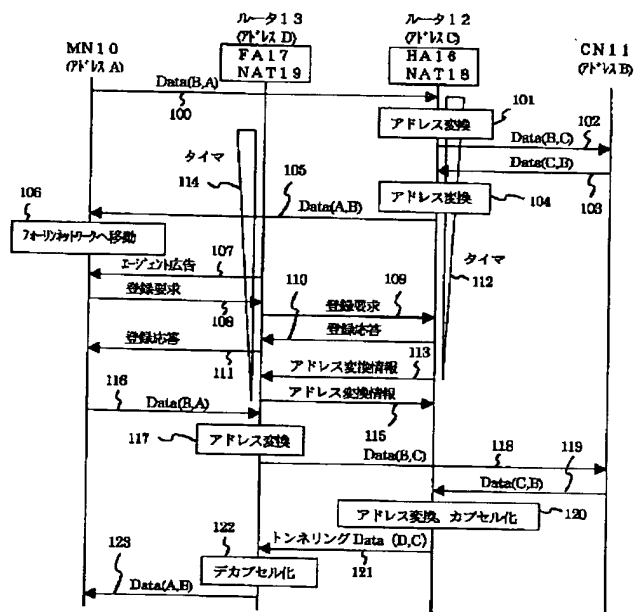 MN10
(アドレスA)
ルータ13
(アドレスD)
FA17
NAT19
ルータ12
(アドレスC)
HA16
NAT18
CN11
(アドレスB)
Data(B,A)
100
アドレス変換
101
102
Data(B,C)
Data(C,B)
103
タイマ
114
アドレス変換
104
105
Data(A,B)
106
フォーリンネットワークへ移動
107
エージェント広告
タイマ
112
登録要求
108
110
登録要求
109
登録応答
登録応答
111
アドレス変換情報
113
116
Data(B,A)
アドレス変換情報
115
117
アドレス変換
Data(B,C)
118
119
Data(C,B)
アドレス変換、カプセル化
120
トンネリング Data (D,C)
121
122
デカプセル化
123
Data(A,B)